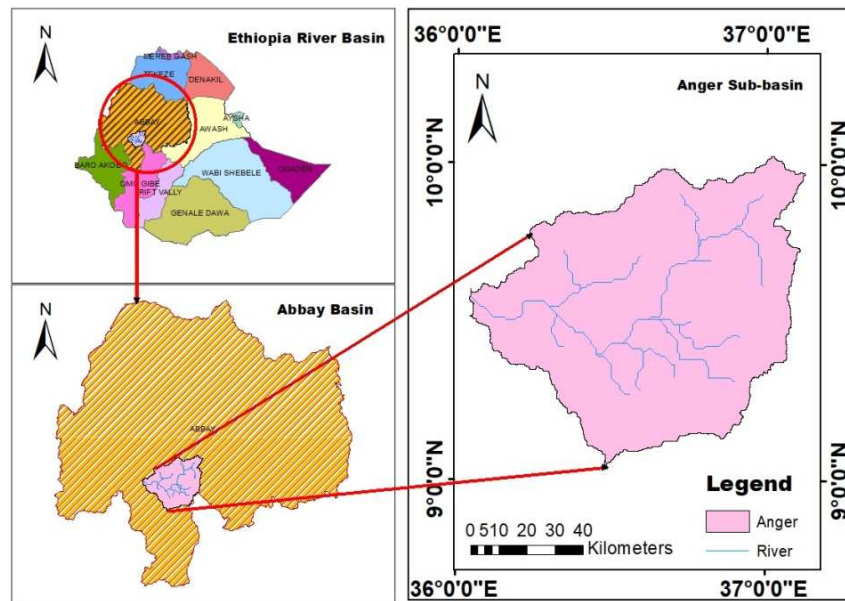 N
Ethiopia River Basin
MEREB GASH
TEKEZE
DENAKIL
ABBAY
AYSHA
AWASH
BARO AKOBO
OMO GIBE
RIFT VALLY
WABI SHEBELE
OGADEN
GENALE DAWA
N
Abbay Basin
ABBAY
36°0'0"E
37°0'0"E
N
Anger Sub-basin
10°0'0"N
10°0'0"N
9°0'0"N
9°0'0"N
Legend
Anger
River
0 5 10 20 30 40
Kilometers
36°0'0"E
37°0'0"E